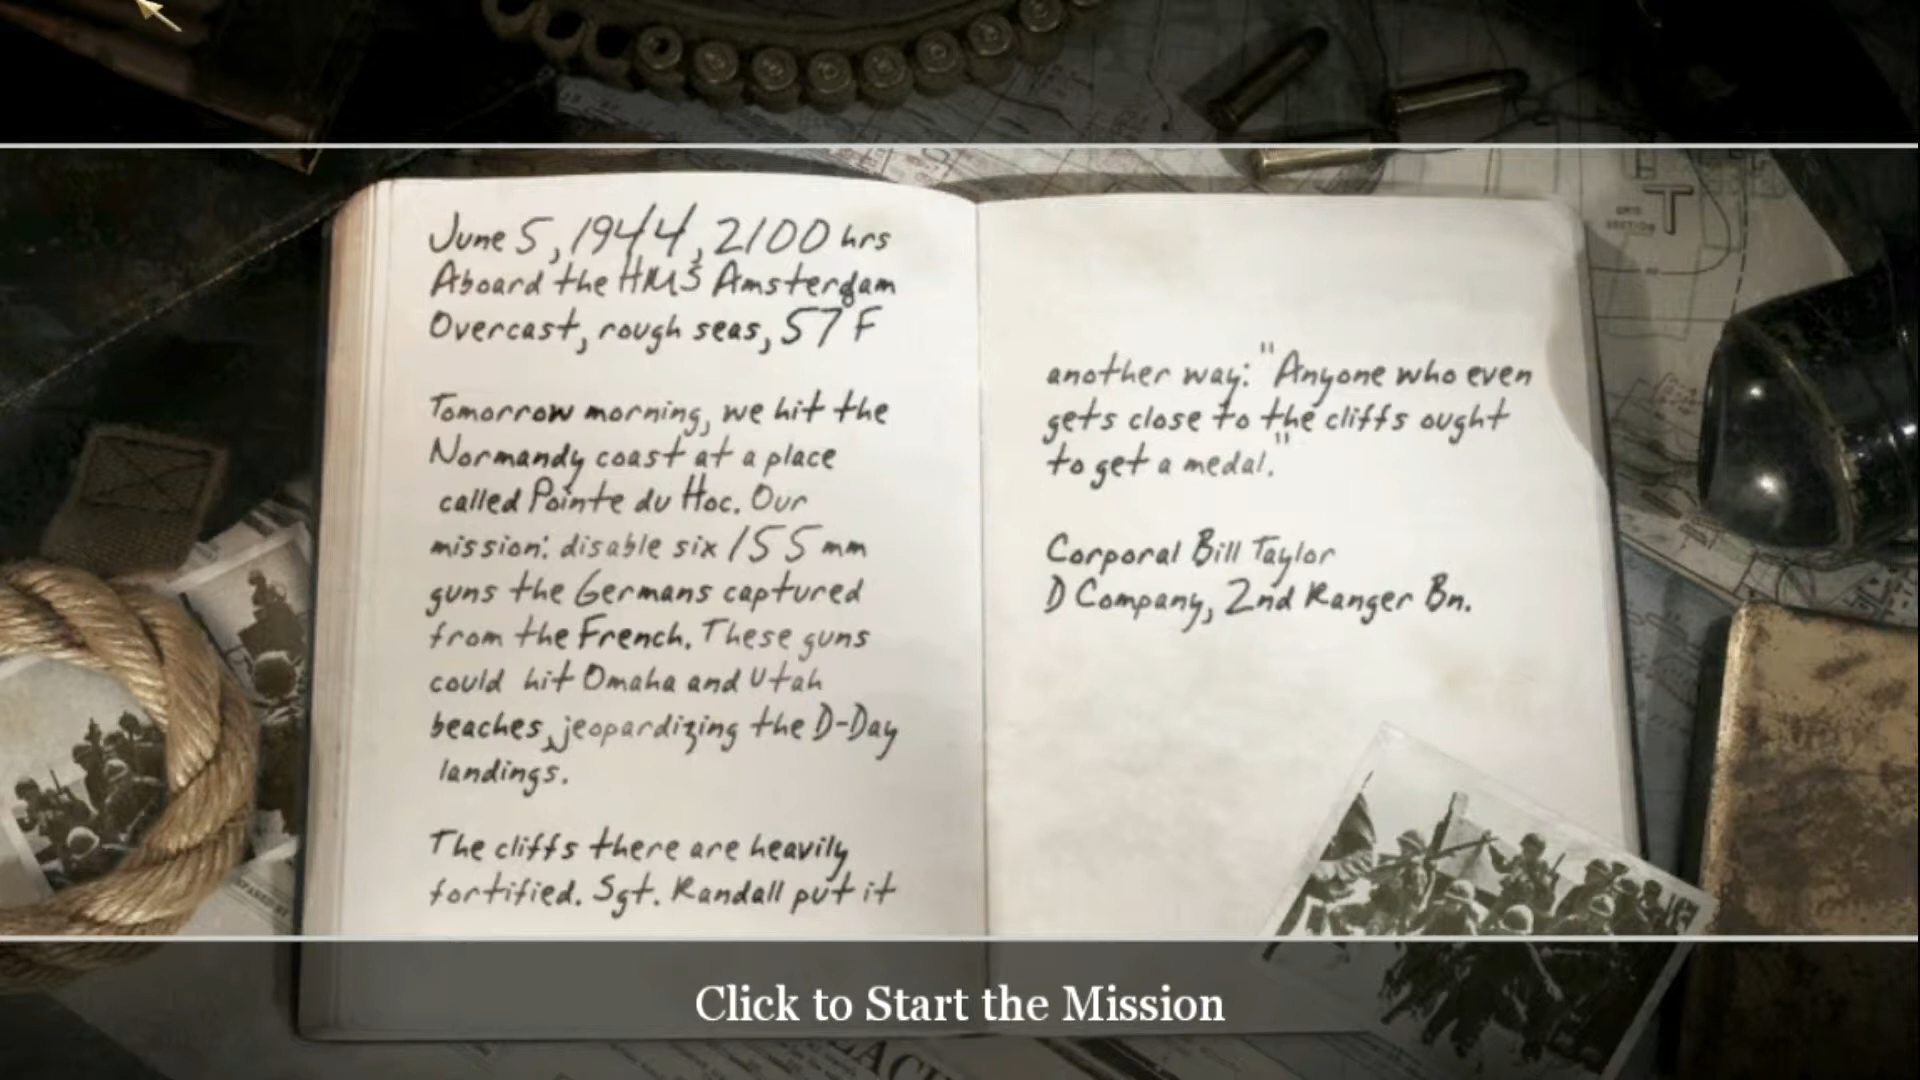 June 5, 1944, 2100 hrs
Aboard the HMS Amsterdam
Overcast, rough seas, 57 F
Tomorrow morning, we hit the
Normandy coast at a place
called Pointe du Hoc. Our
mission: disable six 155 mm
guns the Germans captured
from the French. These guns
could hit Omaha and Utah
beaches, jeopardizing the D-Day
landings.
The cliffs there are heavily
fortified. Sgt. Randall put it
another way: "Anyone who even
gets close to the cliffs ought
to get a medal."
Corporal Bill Taylor
D Company, 2nd Ranger Bn.
Click to Start the Mission